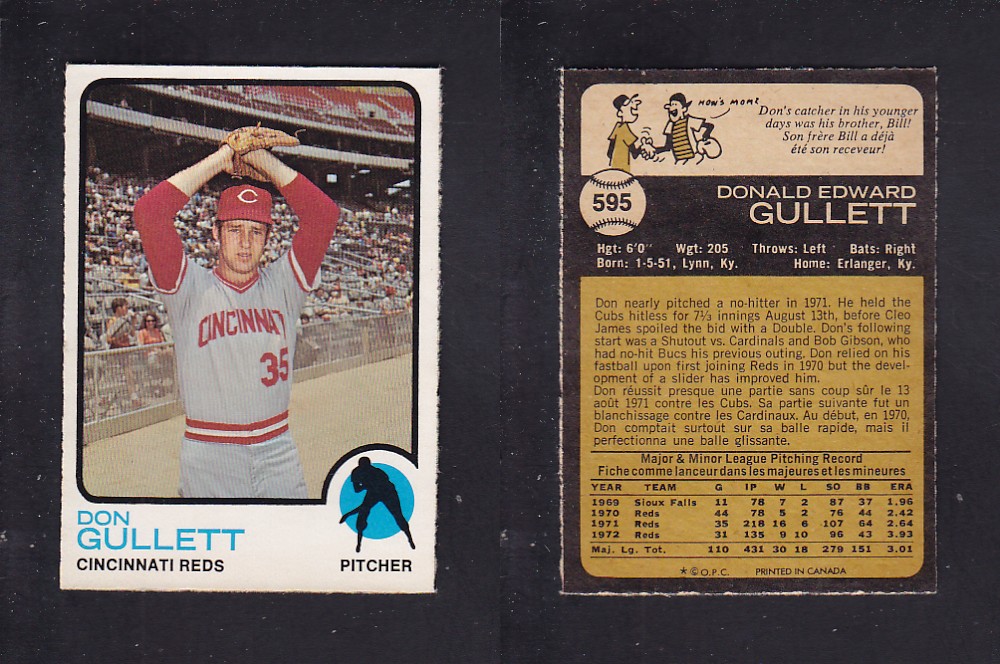 C
CINCINNATI
35
DON
GULLETT
CINCINNATI REDS
PITCHER
HOW'S MOM?
Don's catcher in his younger
days was his brother, Bill!
Son frère Bill a déjà
été son receveur!
595
DONALD EDWARD
GULLETT
Hgt: 6'0" Wgt: 205 Throws: Left Bats: Right
Born: 1-5-51, Lynn, Ky. Home: Erlanger, Ky.
Don nearly pitched a no-hitter in 1971. He held the
Cubs hitless for 7⅓ innings August 13th, before Cleo
James spoiled the bid with a Double. Don's following
start was a Shutout vs. Cardinals and Bob Gibson, who
had no-hit Bucs his previous outing. Don relied on his
fastball upon first joining Reds in 1970 but the devel-
opment of a slider has improved him.
Don réussit presque une partie sans coup sûr le 13
août 1971 contre les Cubs. Sa partie suivante fut un
blanchissage contre les Cardinaux. Au début, en 1970,
Don comptait surtout sur sa balle rapide, mais il
perfectionna une balle glissante.
Major & Minor League Pitching Record
Fiche comme lanceur dans les majeures et les mineures
YEAR TEAM G IP W L SO BB ERA
1969 Sioux Falls 11 78 7 2 87 37 1.96
1970 Reds 44 78 5 2 76 44 2.42
1971 Reds 35 218 16 6 107 64 2.64
1972 Reds 31 135 9 10 96 43 3.93
Maj. Lg. Tot. 110 431 30 18 279 151 3.01
* © O.P.C. PRINTED IN CANADA